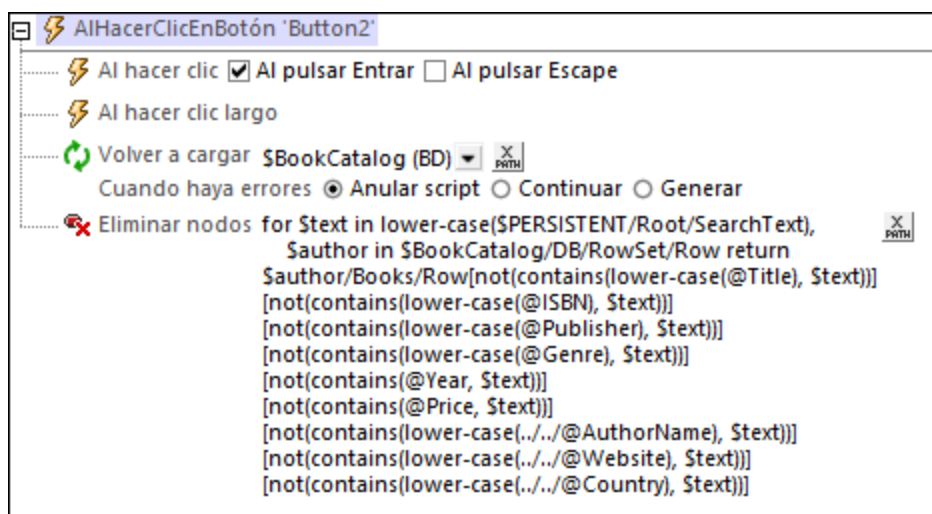 AlHacerClicEnBotón 'Button2'
Al hacer clic Al pulsar Entrar Al pulsar Escape
Al hacer clic largo
Volver a cargar $BookCatalog (BD) X PATH
Cuando haya errores Anular script Continuar Generar
Eliminar nodos for $text in lower-case($PERSISTENT/Root/SearchText), X PATH
$author in $BookCatalog/DB/RowSet/Row return
$author/Books/Row[not(contains(lower-case(@Title), $text))]
[not(contains(lower-case(@ISBN), $text))]
[not(contains(lower-case(@Publisher), $text))]
[not(contains(lower-case(@Genre), $text))]
[not(contains(@Year, $text))]
[not(contains(@Price, $text))]
[not(contains(lower-case(../../@AuthorName), $text))]
[not(contains(lower-case(../../@Website), $text))]
[not(contains(lower-case(../../@Country), $text))]